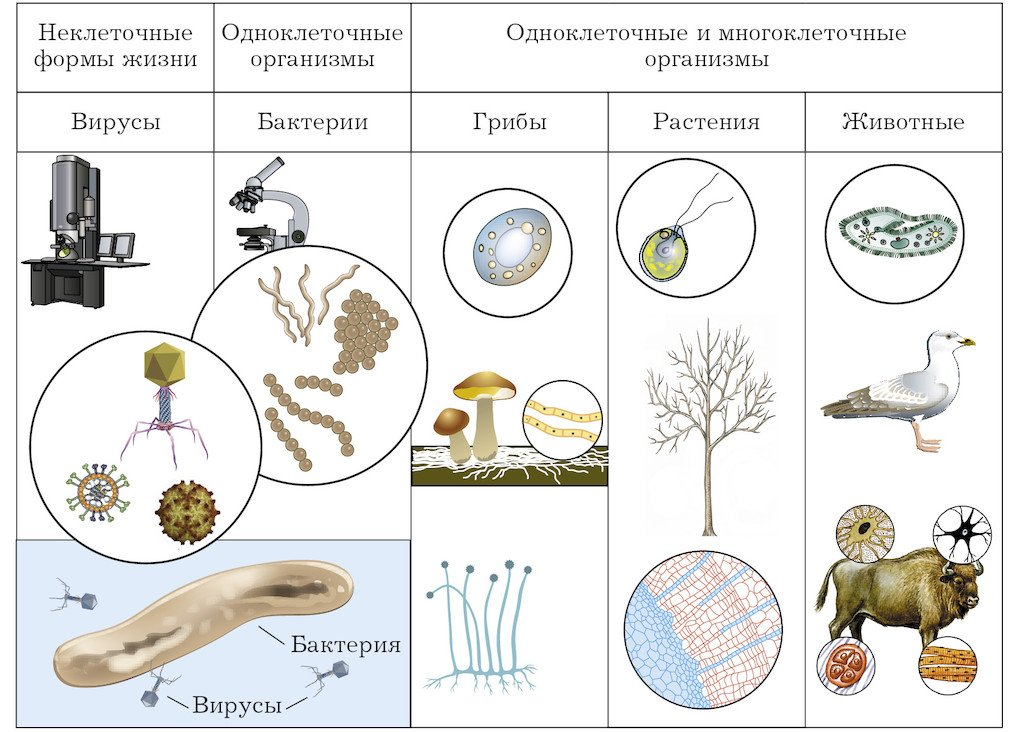 Неклеточные
формы жизни
Одноклеточные
организмы
Одноклеточные и многоклеточные
организмы
Вирусы
Бактерии
Грибы
Растения
Животные
Бактерия
Вирусы